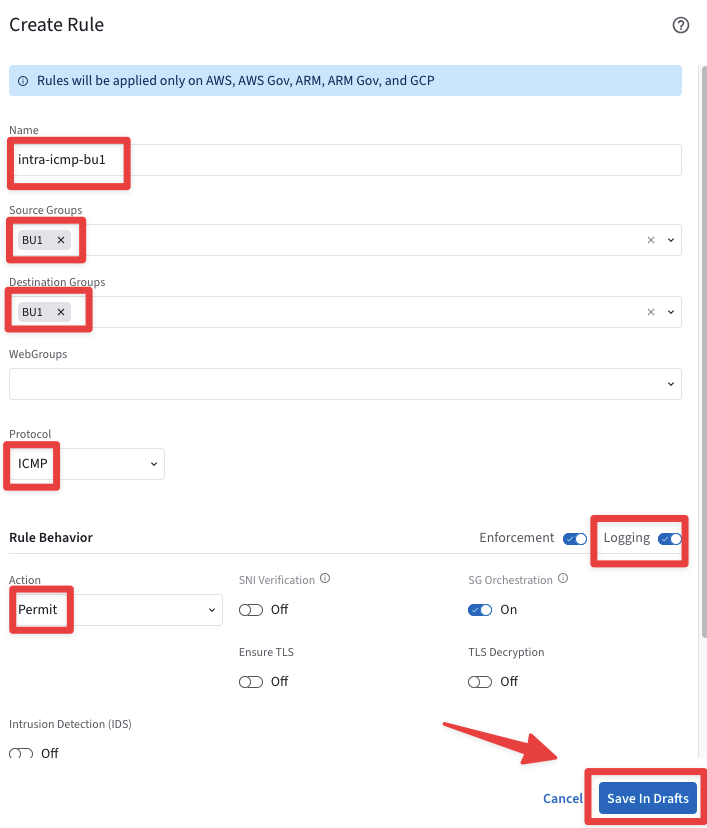 Create Rule
Rules will be applied only on AWS, AWS Gov, ARM, ARM Gov, and GCP
Name
intra-icmp-bu1
Source Groups
BU1
Destination Groups
BU1
WebGroups
Protocol
ICMP
Rule Behavior Enforcement Logging
Action SNI Verification SG Orchestration
Permit Off On
Ensure TLS TLS Decryption
Off Off
Intrusion Detection (IDS)
Off
Cancel Save In Drafts